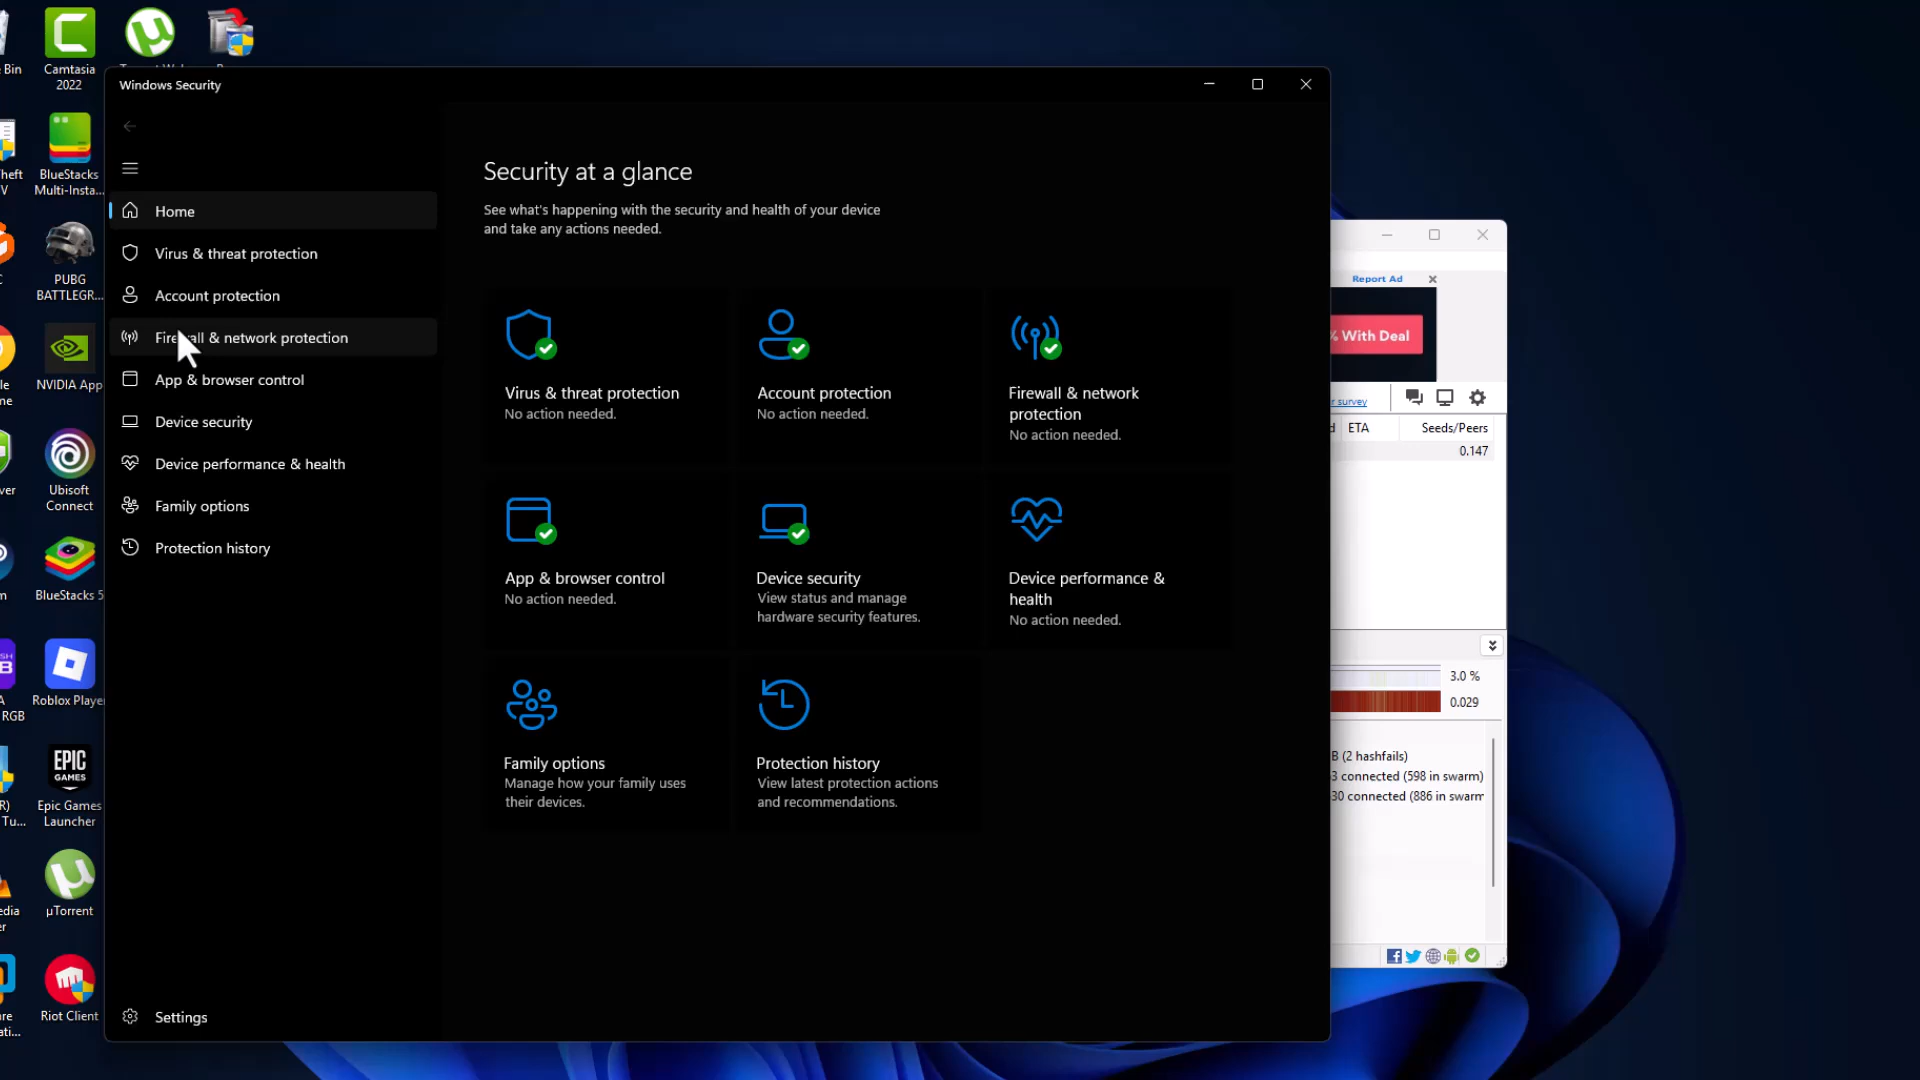 Bin
Camtasia
2022
Windows Security
BlueStacks
Multi-Insta...
PUBG
BATTLEGR...
NVIDIA App
Ubisoft
Connect
BlueStacks 5
Roblox Player
RGB
EPIC
GAMES
Epic Games
Launcher
Tu...
µTorrent
Riot Client
Home
Virus & threat protection
Account protection
Firewall & network protection
App & browser control
Device security
Device performance & health
Family options
Protection history
Settings
Security at a glance
See what's happening with the security and health of your device
and take any actions needed.
Virus & threat protection
No action needed.
Account protection
No action needed.
Firewall & network
protection
No action needed.
App & browser control
No action needed.
Device security
View status and manage
hardware security features.
Device performance &
health
No action needed.
Family options
Manage how your family uses
their devices.
Protection history
View latest protection actions
and recommendations.
Report Ad
% With Deal
r survey
d ETA Seeds/Peers
0.147
3.0 %
0.029
B (2 hashfails)
3 connected (598 in swarm)
30 connected (886 in swarm